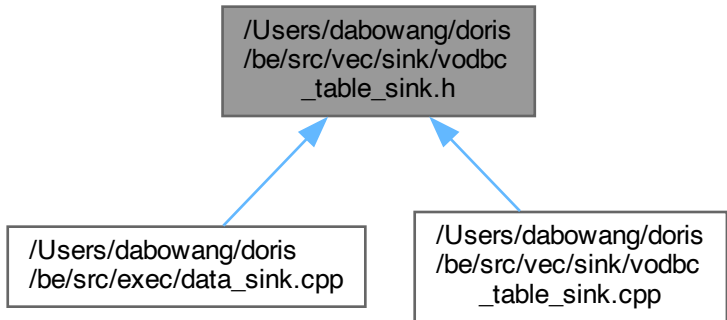 /Users/dabowang/doris
/be/src/vec/sink/vodbc
_table_sink.h
/Users/dabowang/doris
/be/src/exec/data_sink.cpp
/Users/dabowang/doris
/be/src/vec/sink/vodbc
_table_sink.cpp